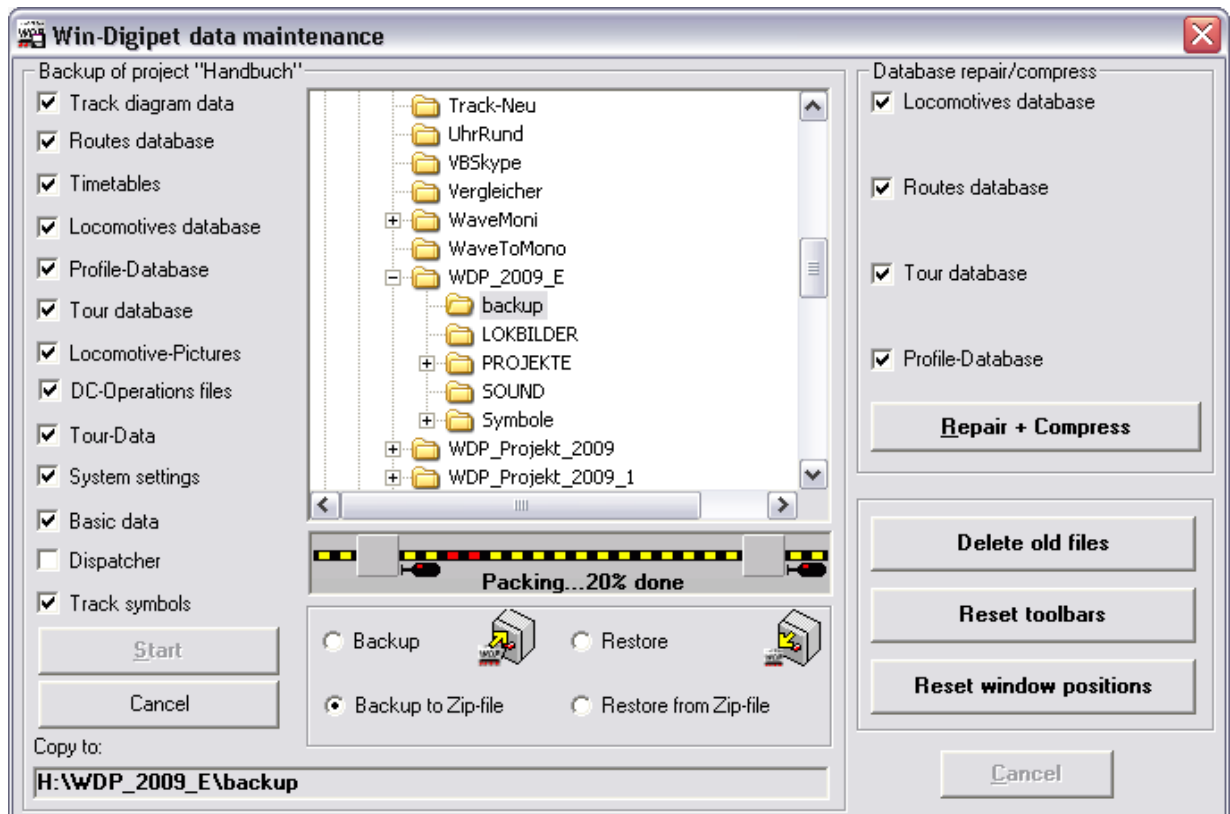 Win-Digipet data maintenance
Backup of project "Handbuch"
Track diagram data
Routes database
Timetables
Locomotives database
Profile-Database
Tour database
Locomotive-Pictures
DC-Operations files
Tour-Data
System settings
Basic data
Dispatcher
Track symbols
Start
Cancel
Track-Neu
UhrRund
VBSkype
Vergleicher
WaveMoni
WaveToMono
WDP_2009_E
backup
LOKBILDER
PROJEKTE
SOUND
Symbole
WDP_Projekt_2009
WDP_Projekt_2009_1
Packing...20% done
Backup
WDP
Restore
WDP
Backup to Zip-file
Restore from Zip-file
Copy to:
H:\WDP_2009_E\backup
Database repair/compress
Locomotives database
Routes database
Tour database
Profile-Database
Repair + Compress
Delete old files
Reset toolbars
Reset window positions
Cancel